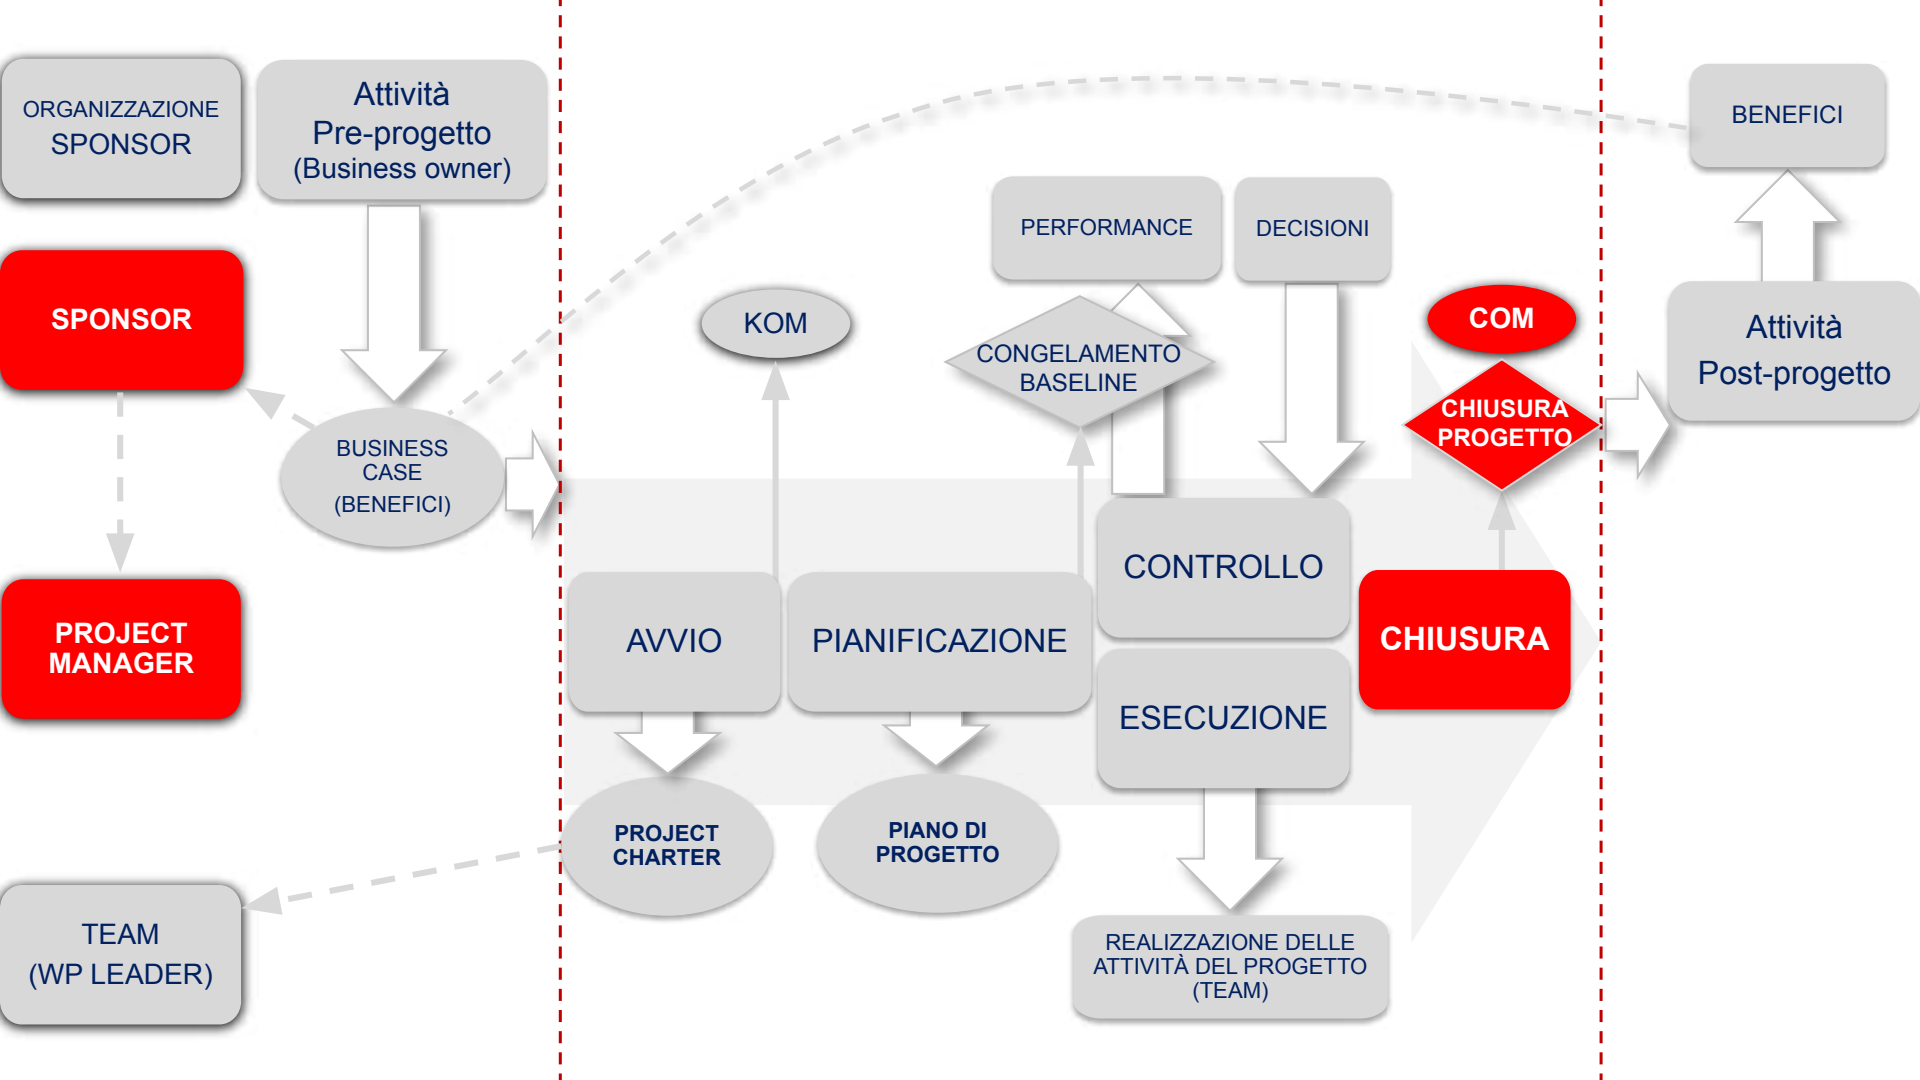 ORGANIZZAZIONE
SPONSOR
Attività
Pre-progetto
(Business owner)
BENEFICI
PERFORMANCE
DECISIONI
SPONSOR
KOM
COM
CONGELAMENTO
BASELINE
Attività
Post-progetto
CHIUSURA
PROGETTO
BUSINESS
CASE
(BENEFICI)
CONTROLLO
PROJECT
MANAGER
AVVIO
PIANIFICAZIONE
CHIUSURA
ESECUZIONE
PROJECT
CHARTER
PIANO DI
PROGETTO
TEAM
(WP LEADER)
REALIZZAZIONE DELLE
ATTIVITÀ DEL PROGETTO
(TEAM)